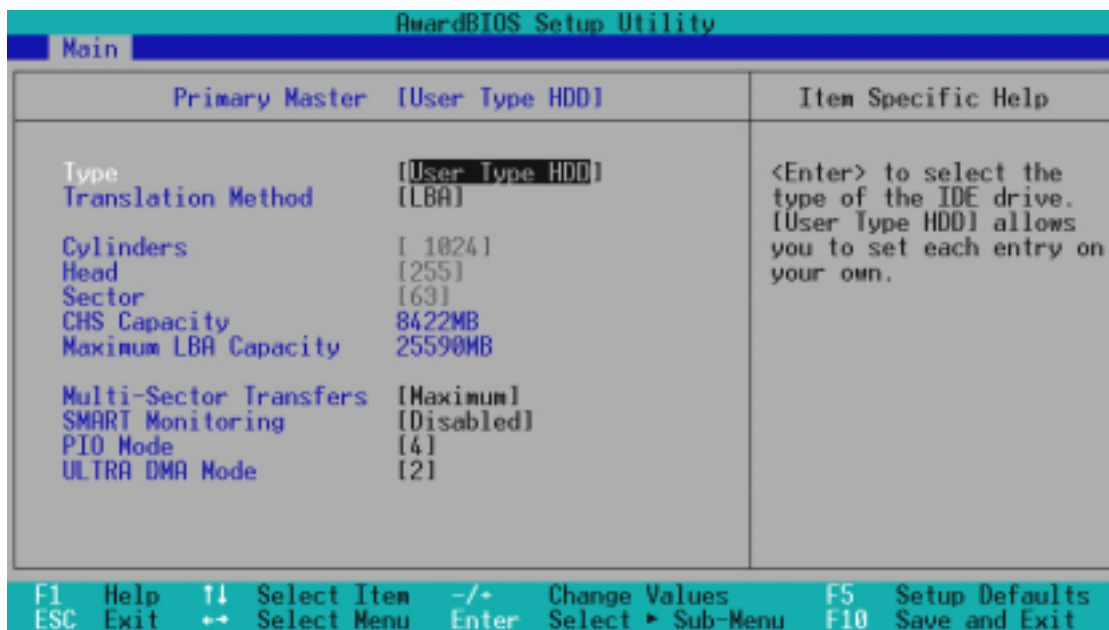 AwardBIOS Setup Utility
Main
Primary Master [User Type HDD]
Item Specific Help
Type [User Type HDD]
Translation Method [LBA]
Cylinders [ 1024]
Head [255]
Sector [63]
CHS Capacity 8422MB
Maximum LBA Capacity 25590MB
Multi-Sector Transfers [Maximum]
SMART Monitoring [Disabled]
PIO Mode [4]
ULTRA DMA Mode [2]
<Enter> to select the
type of the IDE drive.
[User Type HDD] allows
you to set each entry on
your own.
F1 Help ↑↓ Select Item -/+ Change Values F5 Setup Defaults
ESC Exit ←→ Select Menu Enter Select ► Sub-Menu F10 Save and Exit